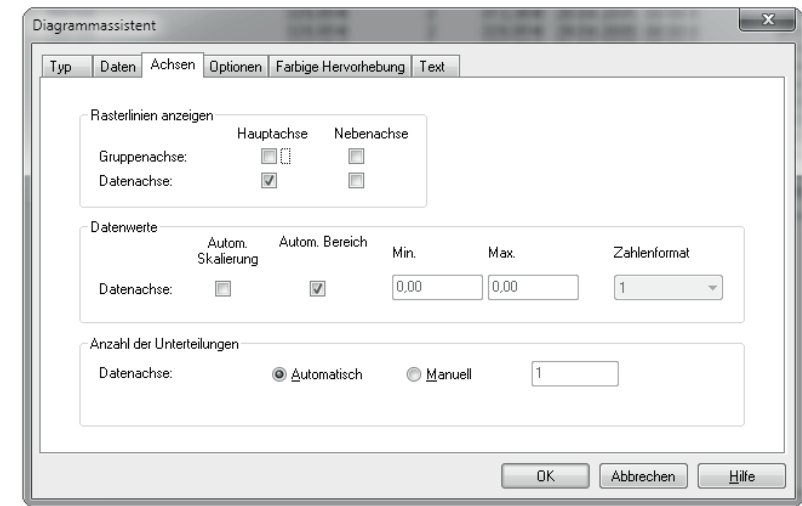 Diagrammassistent
Typ Daten Achsen Optionen Farbige Hervorhebung Text
Rasterlinien anzeigen
Hauptachse Nebenachse
Gruppenachse:
Datenachse:
Datenwerte
Autom. Skalierung Autom. Bereich Min. Max. Zahlenformat
Datenachse: 0,00 0,00 1
Anzahl der Unterteilungen
Datenachse: Automatisch Manuell 1
OK Abbrechen Hilfe